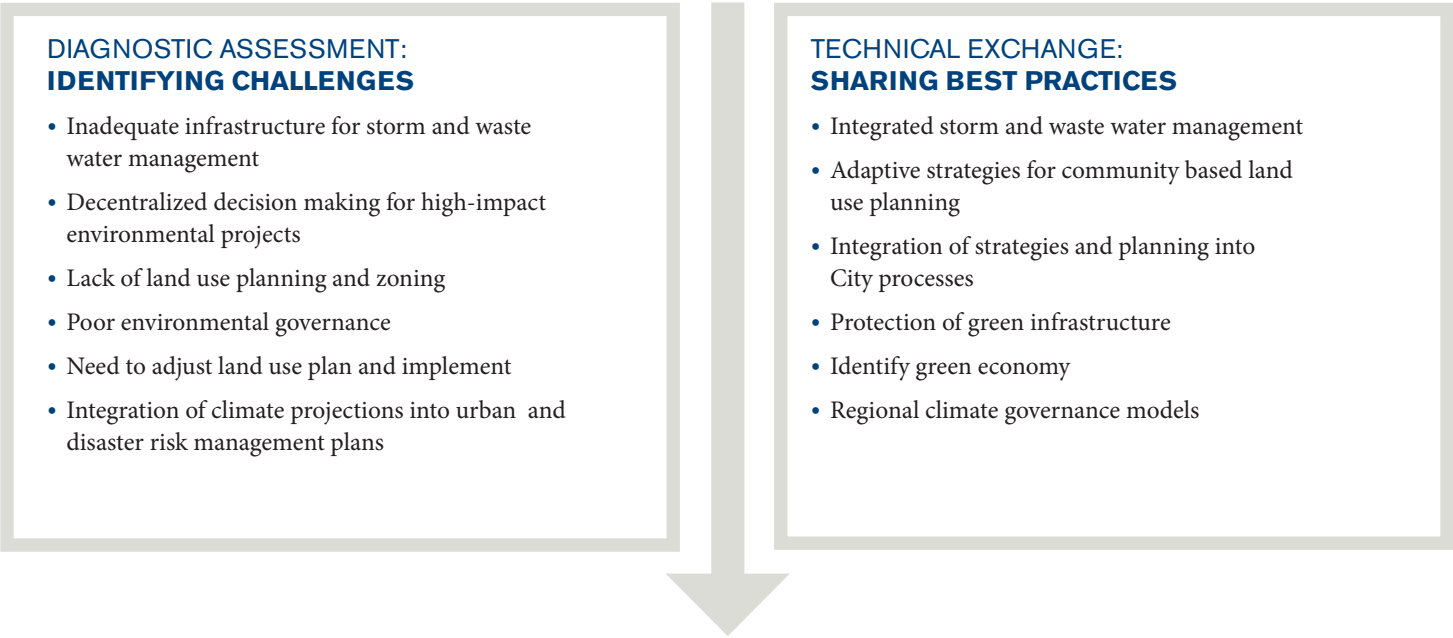 DIAGNOSTIC ASSESSMENT:
IDENTIFYING CHALLENGES
• Inadequate infrastructure for storm and waste
water management
• Decentralized decision making for high-impact
environmental projects
• Lack of land use planning and zoning
• Poor environmental governance
• Need to adjust land use plan and implement
• Integration of climate projections into urban  and
disaster risk management plans
TECHNICAL EXCHANGE:
SHARING BEST PRACTICES
• Integrated storm and waste water management
• Adaptive strategies for community based land
use planning
• Integration of strategies and planning into
City processes
• Protection of green infrastructure
• Identify green economy
• Regional climate governance models